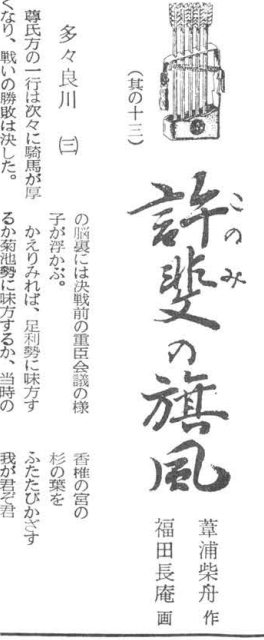 葦浦柴舟 作
福田長庵 画
許斐の旗風
このみ
(其の十三)
多々良川 ㈢
尊氏方の一行は次々に騎馬が厚
くなり、戦いの勝敗は決した。
の脳裏には決戦前の重臣会議の様
子が浮かぶ。
かえりみれば、足利勢に味方す
るか菊池勢に味方するか、当時の
香椎の宮の
杉の葉を
ふたたびかざす
我が君ぞ君